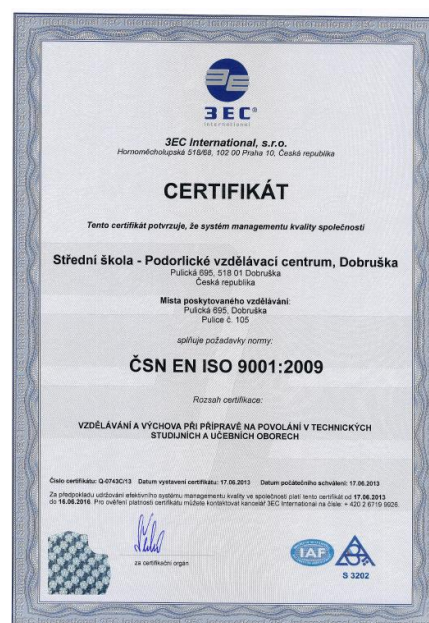 3EC®
International
3EC International, s.r.o.
Hornoměcholupská 518/68, 102 00 Praha 10, Česká republika
CERTIFIKÁT
Tento certifikát potvrzuje, že systém managementu kvality společnosti
Střední škola - Podorlické vzdělávací centrum, Dobruška
Pulická 695, 518 01 Dobruška
Česká republika
Místa poskytovaného vzdělávání:
Pulická 695, Dobruška
Pulice č. 105
splňuje požadavky normy:
ČSN EN ISO 9001:2009
Rozsah certifikace:
VZDĚLÁVÁNÍ A VÝCHOVA PŘI PŘÍPRAVĚ NA POVOLÁNÍ V TECHNICKÝCH
STUDIJNÍCH A UČEBNÍCH OBORECH
Číslo certifikátu: Q-0743C/13 Datum vystavení certifikátu: 17.06.2013 Datum počátečního schválení: 17.06.2013
Za předpokladu udržování efektivního systému managementu kvality ve společnosti platí tento certifikát od 17.06.2013
do 16.06.2016. Pro ověření platnosti certifikátu můžete kontaktovat kancelář 3EC International na čísle: + 420 2 6719 9926.
za certifikační orgán
IAF
S 3202